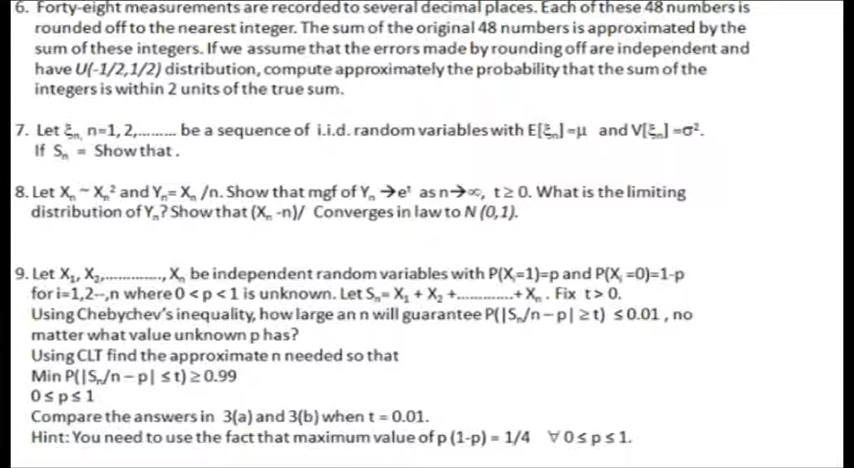 6. Forty-eight measurements are recorded to several decimal places. Each of these 48 numbers is
rounded off to the nearest integer. The sum of the original 48 numbers is approximated by the
sum of these integers. If we assume that the errors made by rounding off are independent and
have U(-1/2,1/2) distribution, compute approximately the probability that the sum of the
integers is within 2 units of the true sum.
7. Let ξₙ, n=1, 2,......... be a sequence of i.i.d. random variables with E[ξₙ] =μ and V[ξₙ] =σ².
If Sₙ = Show that .
8. Let Xₙ ~ Xₙ² and Yₙ= Xₙ /n. Show that mgf of Yₙ →eᵗ as n→∞, t≥ 0. What is the limiting
distribution of Yₙ? Show that (Xₙ -n)/ Converges in law to N (0,1).
9. Let X₁, X₂,.............., Xₙ be independent random variables with P(Xᵢ=1)=p and P(Xᵢ =0)=1-p
for i=1,2--,n where 0 < p < 1 is unknown. Let Sₙ= X₁ + X₂ +.............+ Xₙ . Fix t> 0.
Using Chebychev's inequality, how large an n will guarantee P(|Sₙ/n – p| ≥t) ≤ 0.01 , no
matter what value unknown p has?
Using CLT find the approximate n needed so that
Min P(|Sₙ/n – p| ≤ t) ≥ 0.99
0 ≤ p ≤ 1
Compare the answers in 3(a) and 3(b) when t = 0.01.
Hint: You need to use the fact that maximum value of p (1-p) = 1/4 ∀ 0 ≤ p ≤ 1.